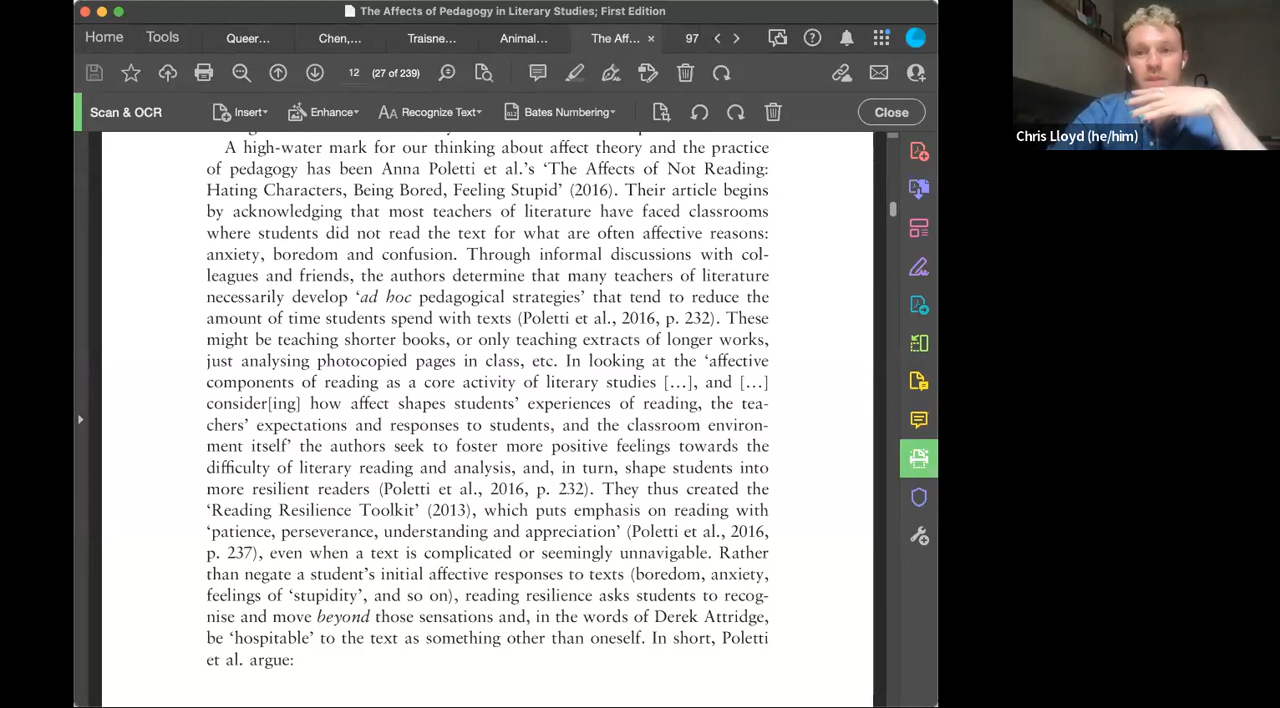 The Affects of Pedagogy in Literary Studies; First Edition
Home Tools Queer... Chen,... Traisne... Animal... The Aff... × 97
12 (27 of 239)
Scan & OCR Insert Enhance AA Recognize Text Bates Numbering Close
A high-water mark for our thinking about affect theory and the practice
of pedagogy has been Anna Poletti et al.'s ‘The Affects of Not Reading:
Hating Characters, Being Bored, Feeling Stupid’ (2016). Their article begins
by acknowledging that most teachers of literature have faced classrooms
where students did not read the text for what are often affective reasons:
anxiety, boredom and confusion. Through informal discussions with col-
leagues and friends, the authors determine that many teachers of literature
necessarily develop ‘ad hoc pedagogical strategies’ that tend to reduce the
amount of time students spend with texts (Poletti et al., 2016, p. 232). These
might be teaching shorter books, or only teaching extracts of longer works,
just analysing photocopied pages in class, etc. In looking at the ‘affective
components of reading as a core activity of literary studies […], and […]
consider[ing] how affect shapes students’ experiences of reading, the tea-
chers’ expectations and responses to students, and the classroom environ-
ment itself’ the authors seek to foster more positive feelings towards the
difficulty of literary reading and analysis, and, in turn, shape students into
more resilient readers (Poletti et al., 2016, p. 232). They thus created the
‘Reading Resilience Toolkit’ (2013), which puts emphasis on reading with
‘patience, perseverance, understanding and appreciation’ (Poletti et al., 2016,
p. 237), even when a text is complicated or seemingly unnavigable. Rather
than negate a student’s initial affective responses to texts (boredom, anxiety,
feelings of ‘stupidity’, and so on), reading resilience asks students to recog-
nise and move beyond those sensations and, in the words of Derek Attridge,
be ‘hospitable’ to the text as something other than oneself. In short, Poletti
et al. argue:
Chris Lloyd (he/him)